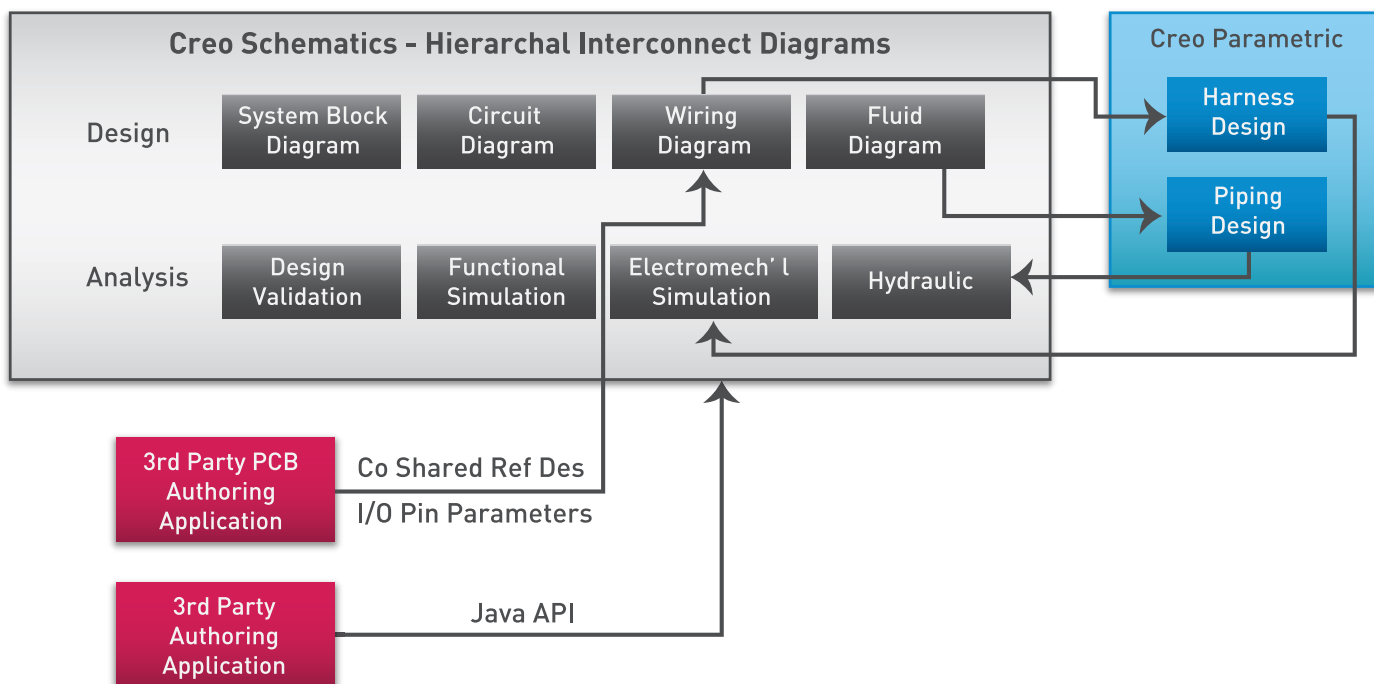 Creo Schematics - Hierarchal Interconnect Diagrams
Creo Parametric
Design
System Block
Diagram
Circuit
Diagram
Wiring
Diagram
Fluid
Diagram
Harness
Design
Piping
Design
Analysis
Design
Validation
Functional
Simulation
Electromech' l
Simulation
Hydraulic
3rd Party PCB
Authoring
Application
Co Shared Ref Des
I/O Pin Parameters
3rd Party
Authoring
Application
Java API